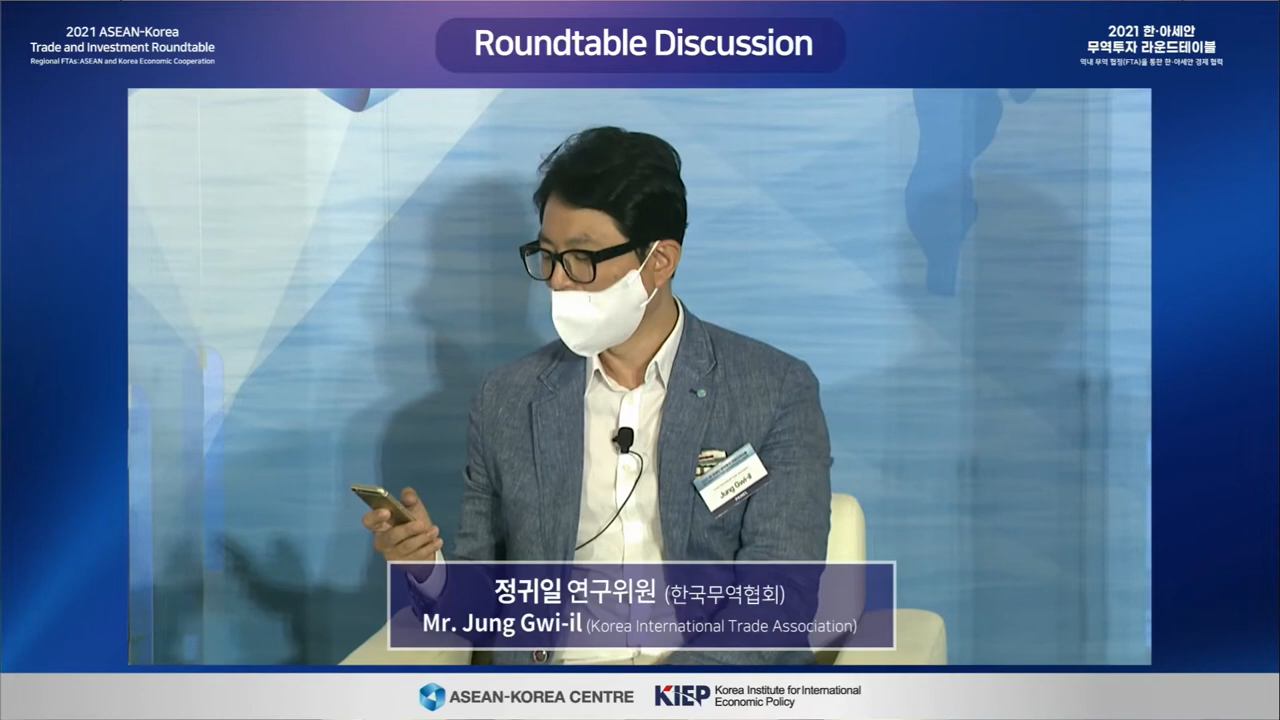 2021 ASEAN-Korea
Trade and Investment Roundtable
Regional FTAs: ASEAN and Korea Economic Cooperation
Roundtable Discussion
2021 한·아세안
무역투자 라운드테이블
역내 무역 협정(FTA)을 통한 한·아세안 경제 협력
Jung Gwi-il
정귀일 연구위원 (한국무역협회)
Mr. Jung Gwi-il (Korea International Trade Association)
ASEAN-KOREA CENTRE
KIEP Korea Institute for International
Economic Policy